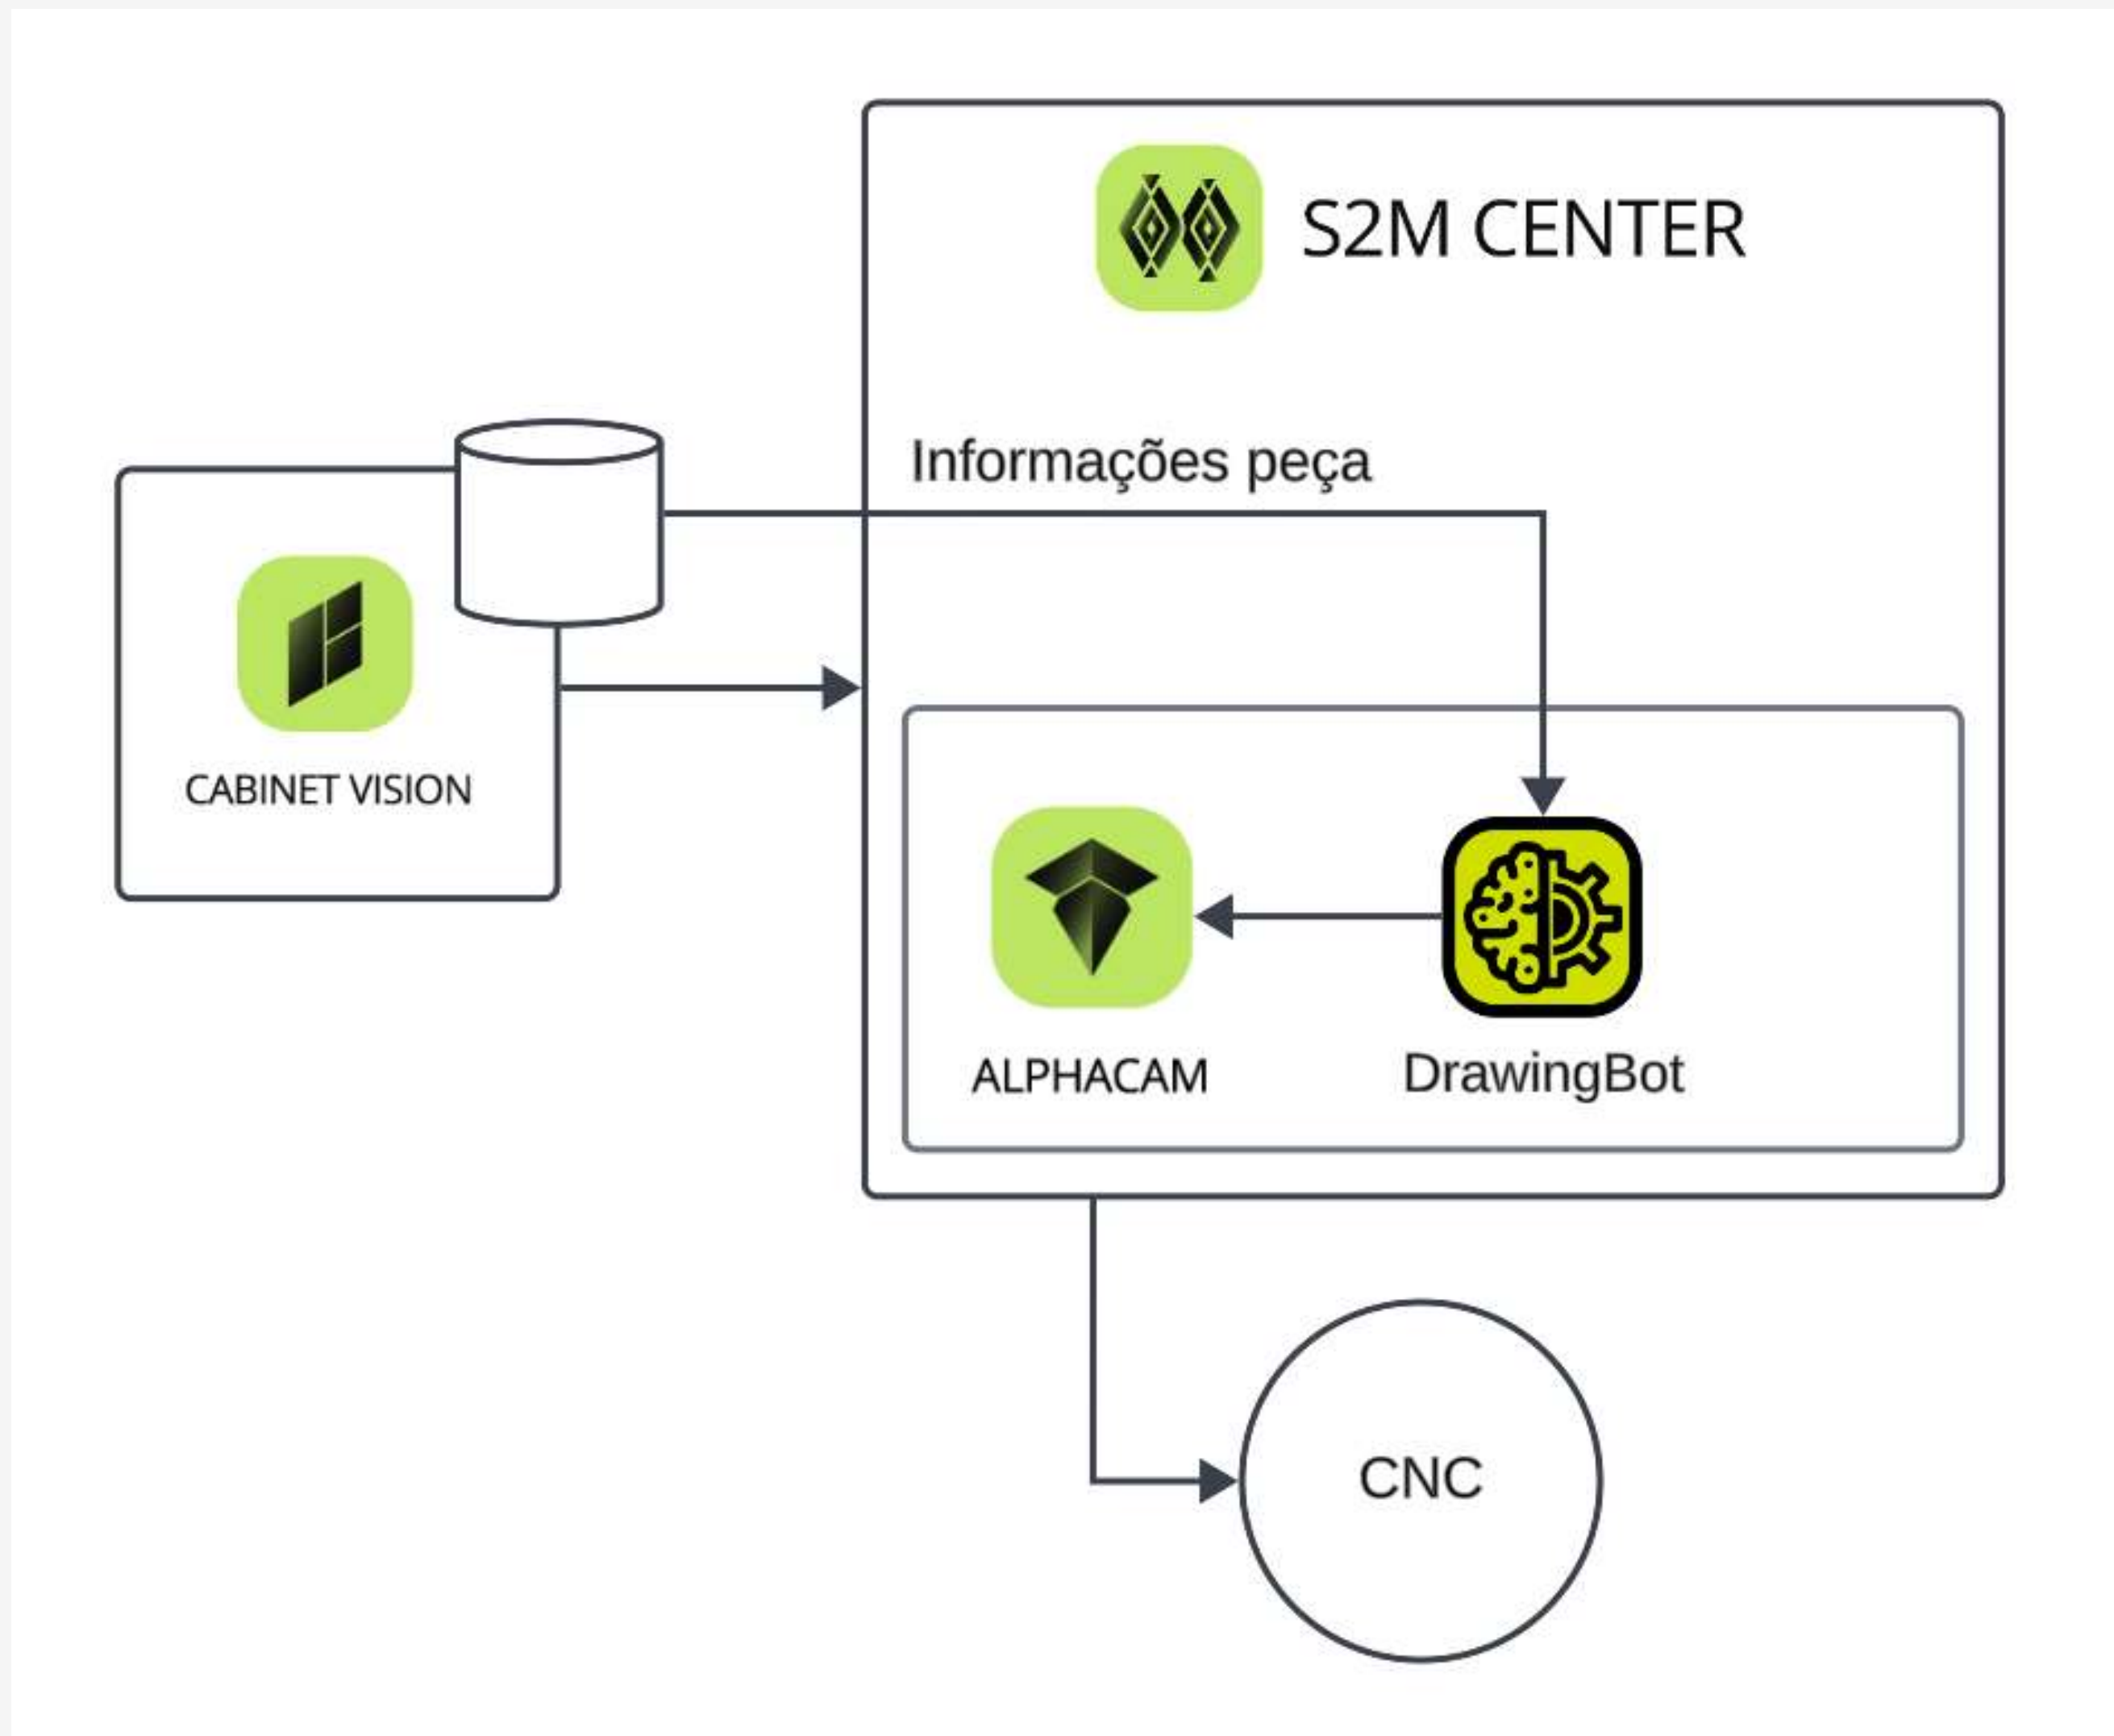 S2M CENTER
Informações peça
CABINET VISION
ALPHACAM
DrawingBot
CNC